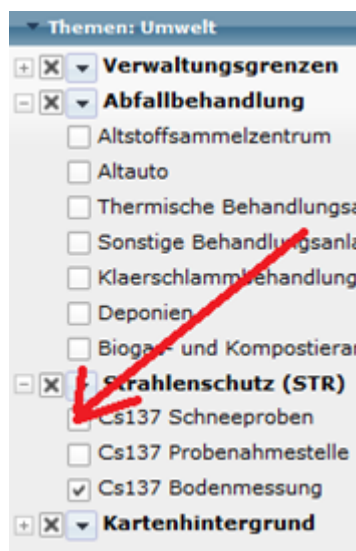 Themen: Umwelt
Verwaltungsgrenzen
Abfallbehandlung
Altstoffsammelzentrum
Altauto
Thermische Behandlungsa
Sonstige Behandlungsanla
Klaerschlammbehandlung
Deponien
Biogas- und Kompostieran
Strahlenschutz (STR)
Cs137 Schneeproben
Cs137 Probenahmestelle
Cs137 Bodenmessung
Kartenhintergrund